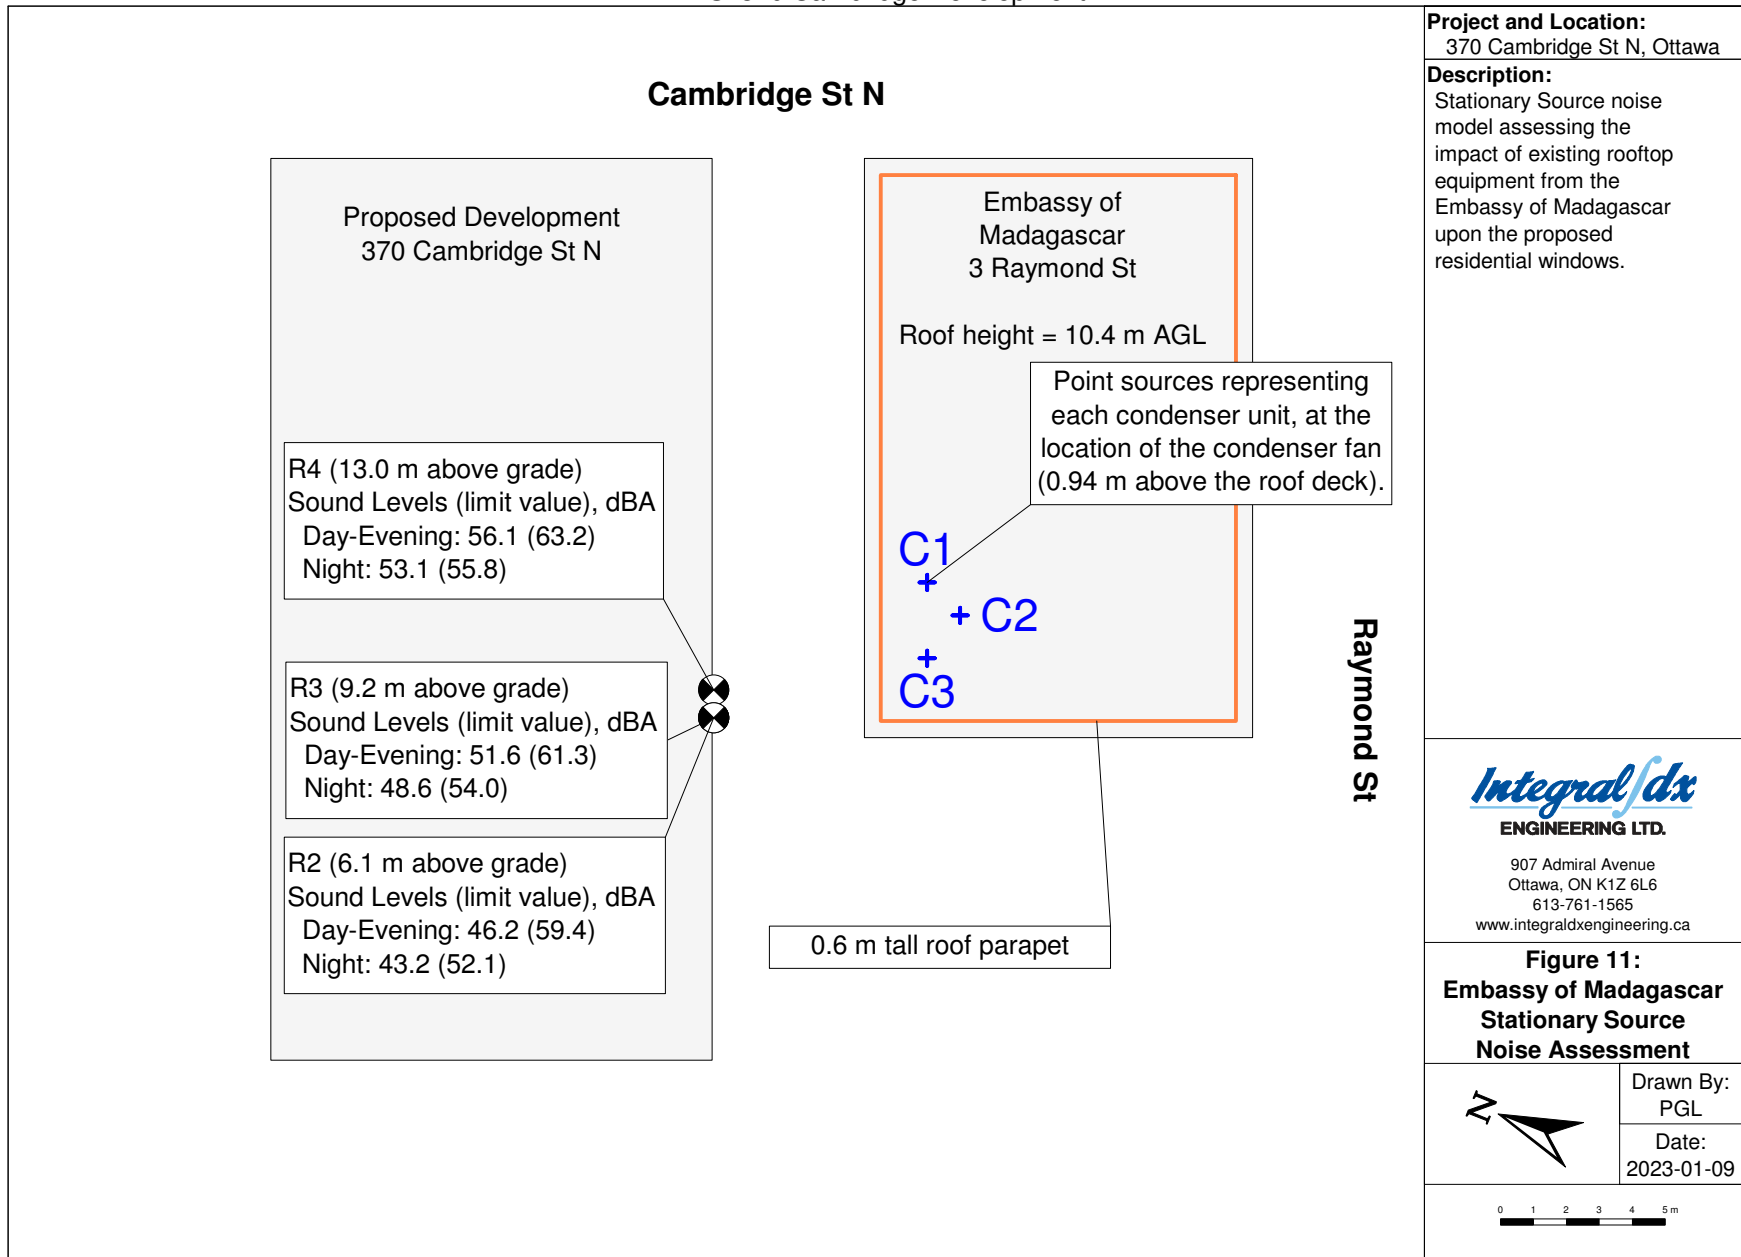 Cambridge St N
Proposed Development
370 Cambridge St N
Embassy of
Madagascar
3 Raymond St
Roof height = 10.4 m AGL
Point sources representing
each condenser unit, at the
location of the condenser fan
(0.94 m above the roof deck).
R4 (13.0 m above grade)
Sound Levels (limit value), dBA
Day-Evening: 56.1 (63.2)
Night: 53.1 (55.8)
C1
C2
C3
R3 (9.2 m above grade)
Sound Levels (limit value), dBA
Day-Evening: 51.6 (61.3)
Night: 48.6 (54.0)
R2 (6.1 m above grade)
Sound Levels (limit value), dBA
Day-Evening: 46.2 (59.4)
Night: 43.2 (52.1)
0.6 m tall roof parapet
Raymond St
Project and Location:
370 Cambridge St N, Ottawa
Description:
Stationary Source noise
model assessing the
impact of existing rooftop
equipment from the
Embassy of Madagascar
upon the proposed
residential windows.
Integral dx
ENGINEERING LTD.
907 Admiral Avenue
Ottawa, ON K1Z 6L6
613-761-1565
www.integraldxengineering.ca
Figure 11:
Embassy of Madagascar
Stationary Source
Noise Assessment
N
Drawn By:
PGL
Date:
2023-01-09
0 1 2 3 4 5 m